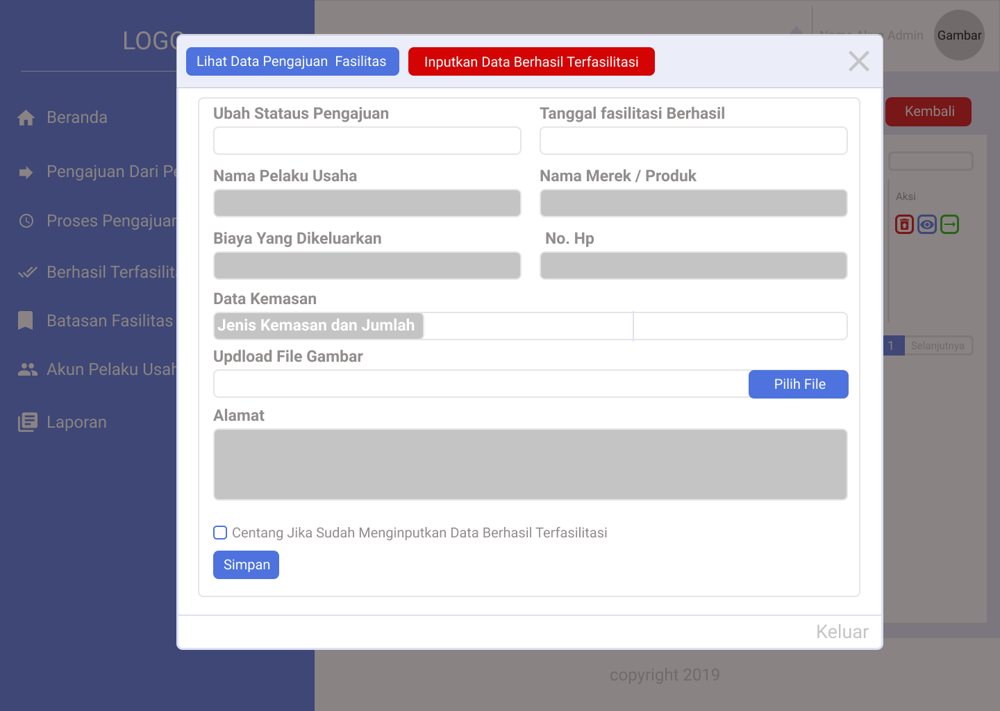 LOGO
Nama Akun Admin
Gambar
Lihat Data Pengajuan Fasilitas
Inputkan Data Berhasil Terfasilitasi
Beranda
Kembali
Ubah Stataus Pengajuan
Tanggal fasilitasi Berhasil
Pengajuan Dari Pe
Nama Pelaku Usaha
Nama Merek / Produk
Aksi
Proses Pengajuan
Biaya Yang Dikeluarkan
No. Hp
Berhasil Terfasilita
Data Kemasan
Batasan Fasilitas
Jenis Kemasan dan Jumlah
1
Selanjutnya
Updload File Gambar
Akun Pelaku Usah
Pilih File
Laporan
Alamat
Centang Jika Sudah Menginputkan Data Berhasil Terfasilitasi
Simpan
Keluar
copyright 2019